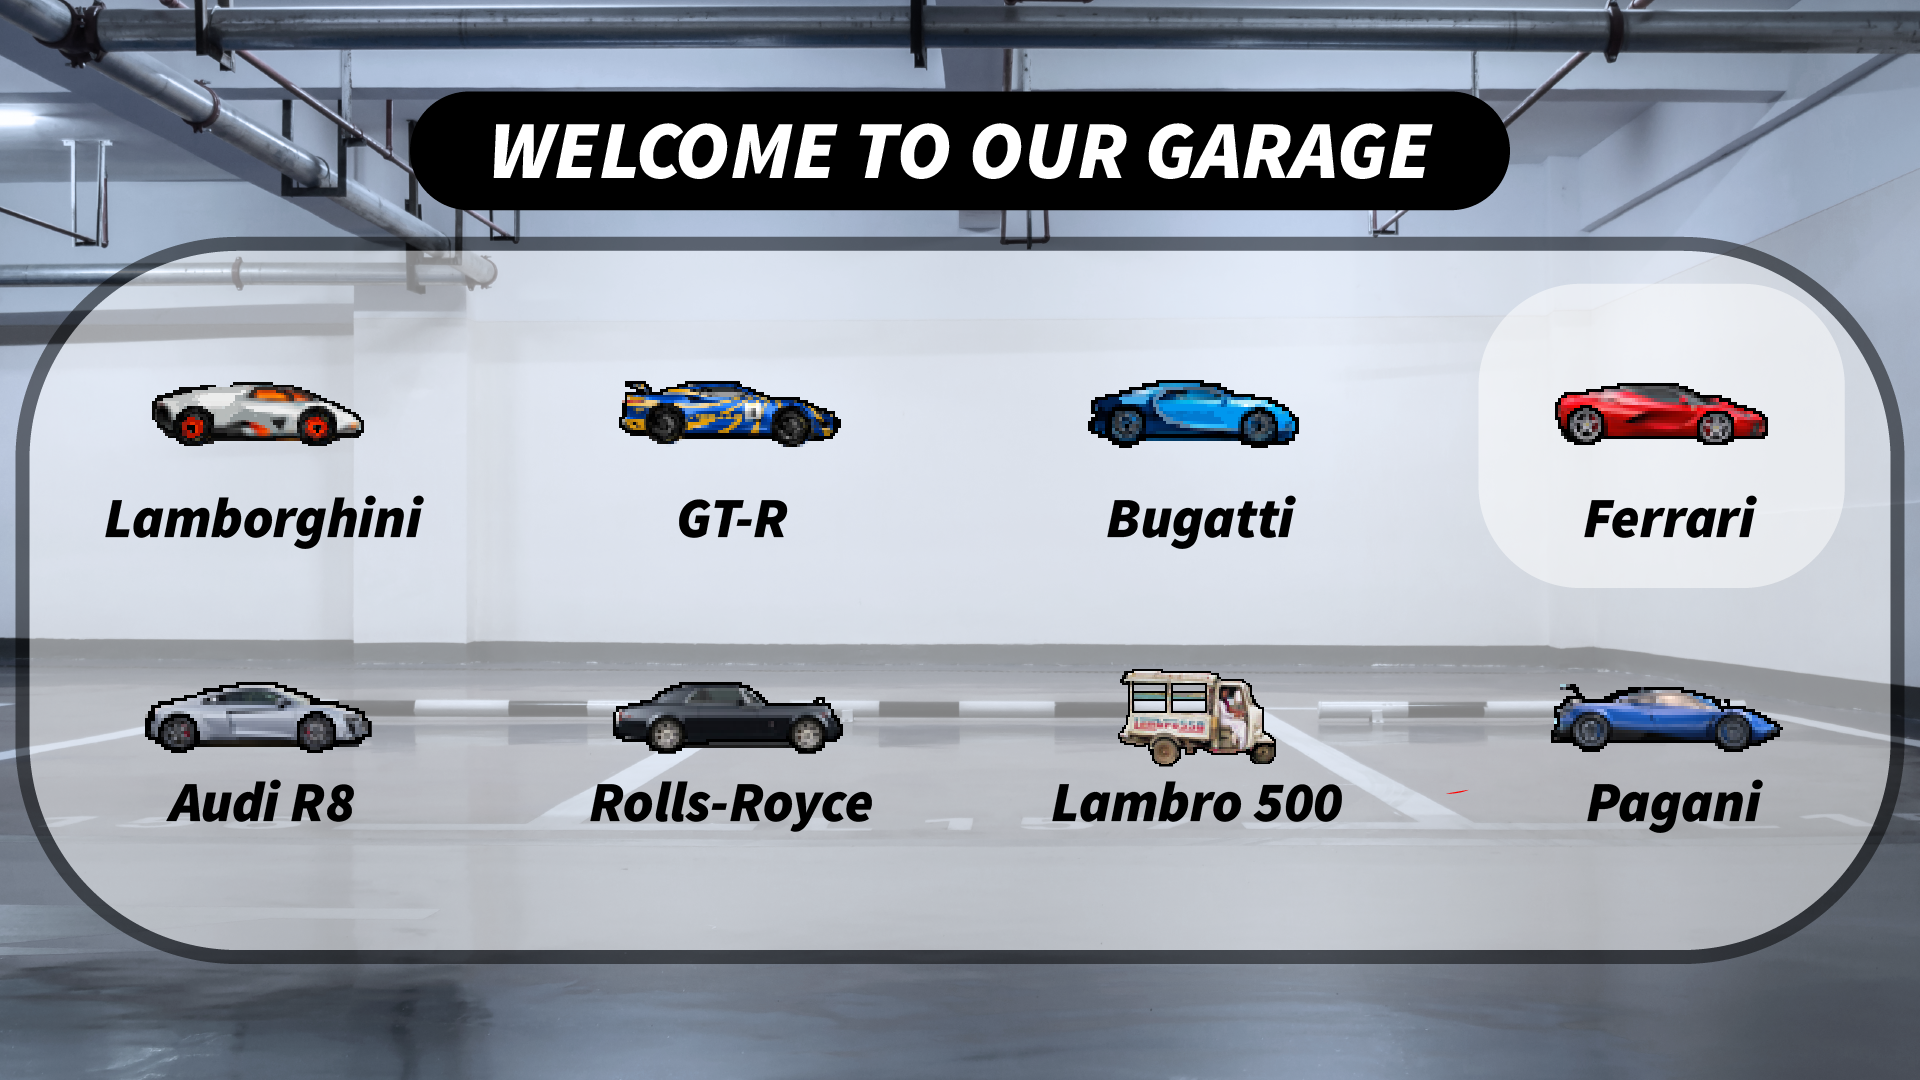 WELCOME TO OUR GARAGE
Lamborghini
GT-R
Bugatti
Ferrari
Audi R8
Rolls-Royce
Lambro 500
Pagani